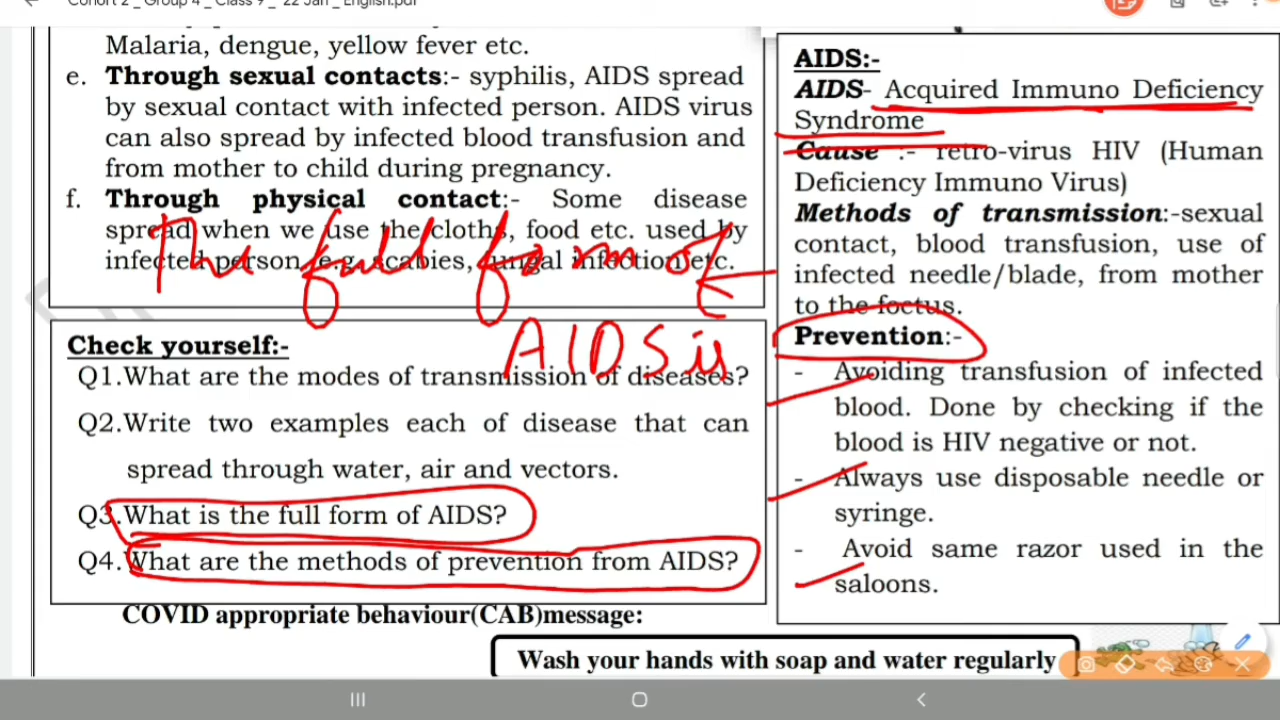 Cohort 2 _ Group 4 _ Class 9 _ 22 Jan _ English.pdf
Malaria, dengue, yellow fever etc.
e. Through sexual contacts:- syphilis, AIDS spread
by sexual contact with infected person. AIDS virus
can also spread by infected blood transfusion and
from mother to child during pregnancy.
f. Through physical contact:- Some disease
spread when we use the cloths, food etc. used by
infected person e.g. scabies, fungal infection etc.
The full form of
AIDS is
Check yourself:-
Q1.What are the modes of transmission of diseases?
Q2.Write two examples each of disease that can
spread through water, air and vectors.
Q3.What is the full form of AIDS?
Q4.What are the methods of prevention from AIDS?
AIDS:-
AIDS- Acquired Immuno Deficiency
Syndrome
Cause :- retro-virus HIV (Human
Deficiency Immuno Virus)
Methods of transmission:-sexual
contact, blood transfusion, use of
infected needle/blade, from mother
to the foetus.
Prevention:-
- Avoiding transfusion of infected
blood. Done by checking if the
blood is HIV negative or not.
- Always use disposable needle or
syringe.
- Avoid same razor used in the
saloons.
COVID appropriate behaviour(CAB)message:
Wash your hands with soap and water regularly